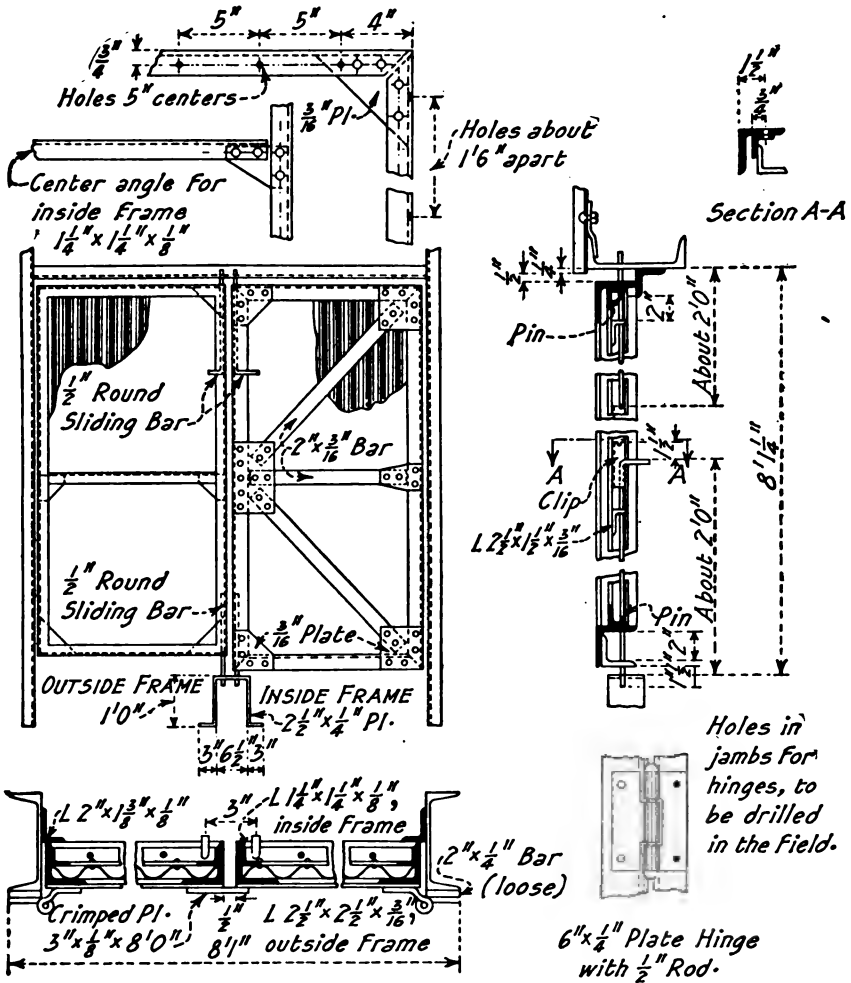 5" 5" 4"
3/4"
Holes 5" centers
3/16" Pl.
Holes about
1'6" apart
Center angle for
inside Frame
1 1/4" x 1 1/4" x 1/8"
1 1/2"
3/4"
Section A-A
1/2" 1/4"
Pin
2"
About 2'0"
8' 1 1/4"
1/2" Round
Sliding Bar
2" x 3/16" Bar
1 1/2"
A A
Clip
L 2 1/2" x 1 1/2" x 3/16"
About 2'0"
1/2" Round
Sliding Bar
3/16" Plate
Pin
2"
OUTSIDE FRAME
INSIDE FRAME
1'0"
2 1/2" x 1/4" Pl.
3" 6 1/2" 3"
Holes in
jambs for
hinges, to
be drilled
in the field.
L 2" x 1 3/8" x 1/8"
3"
L 1 1/4" x 1 1/4" x 1/8",
inside Frame
2" x 1/4" Bar
(loose)
Crimped Pl.
3" x 1/8" x 8'0"
1/2"
L 2 1/2" x 2 1/2" x 3/16",
outside Frame
8'1"
6" x 1/4" Plate Hinge
with 1/2" Rod.